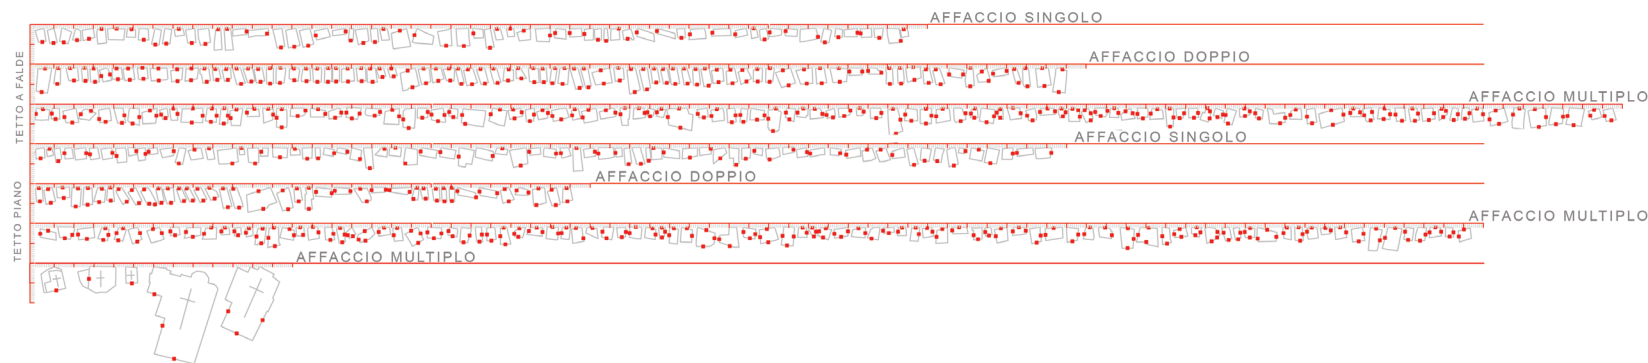 AFFACCIO SINGOLO
AFFACCIO DOPPIO
AFFACCIO MULTIPLO
TETTO A FALDE
AFFACCIO SINGOLO
AFFACCIO DOPPIO
AFFACCIO MULTIPLO
TETTO PIANO
AFFACCIO MULTIPLO